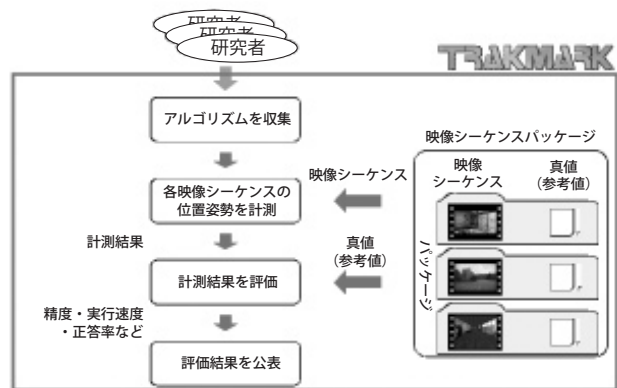 研究者
研究者
研究者
TRAKMARK
アルゴリズムを収集
映像シーケンスパッケージ
映像
シーケンス
真値
(参考値)
映像シーケンス
各映像シーケンスの
位置姿勢を計測
計測結果
真値
(参考値)
パッケージ
計測結果を評価
精度・実行速度
・正答率など
評価結果を公表